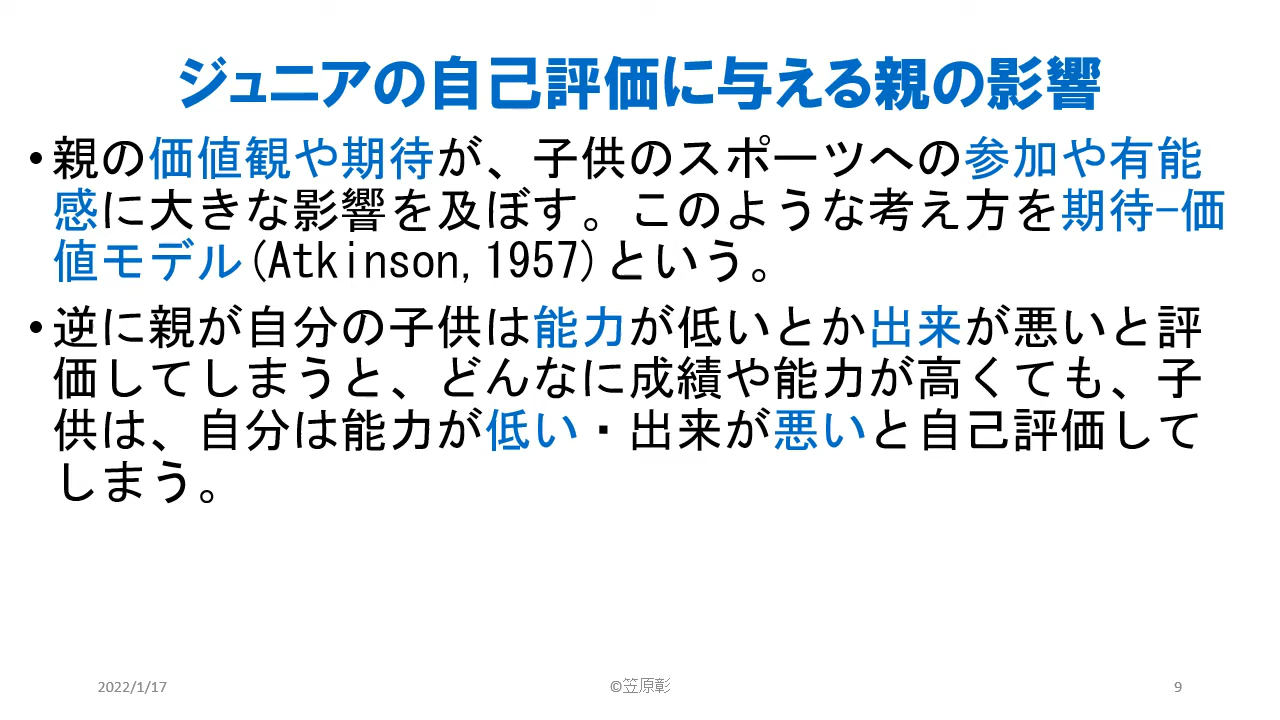 ジュニアの自己評価に与える親の影響
•親の価値観や期待が、子供のスポーツへの参加や有能
感に大きな影響を及ぼす。このような考え方を期待-価
値モデル(Atkinson,1957)という。
•逆に親が自分の子供は能力が低いとか出来が悪いと評
価してしまうと、どんなに成績や能力が高くても、子
供は、自分は能力が低い・出来が悪いと自己評価して
しまう。
2022/1/17
©笠原彰
9